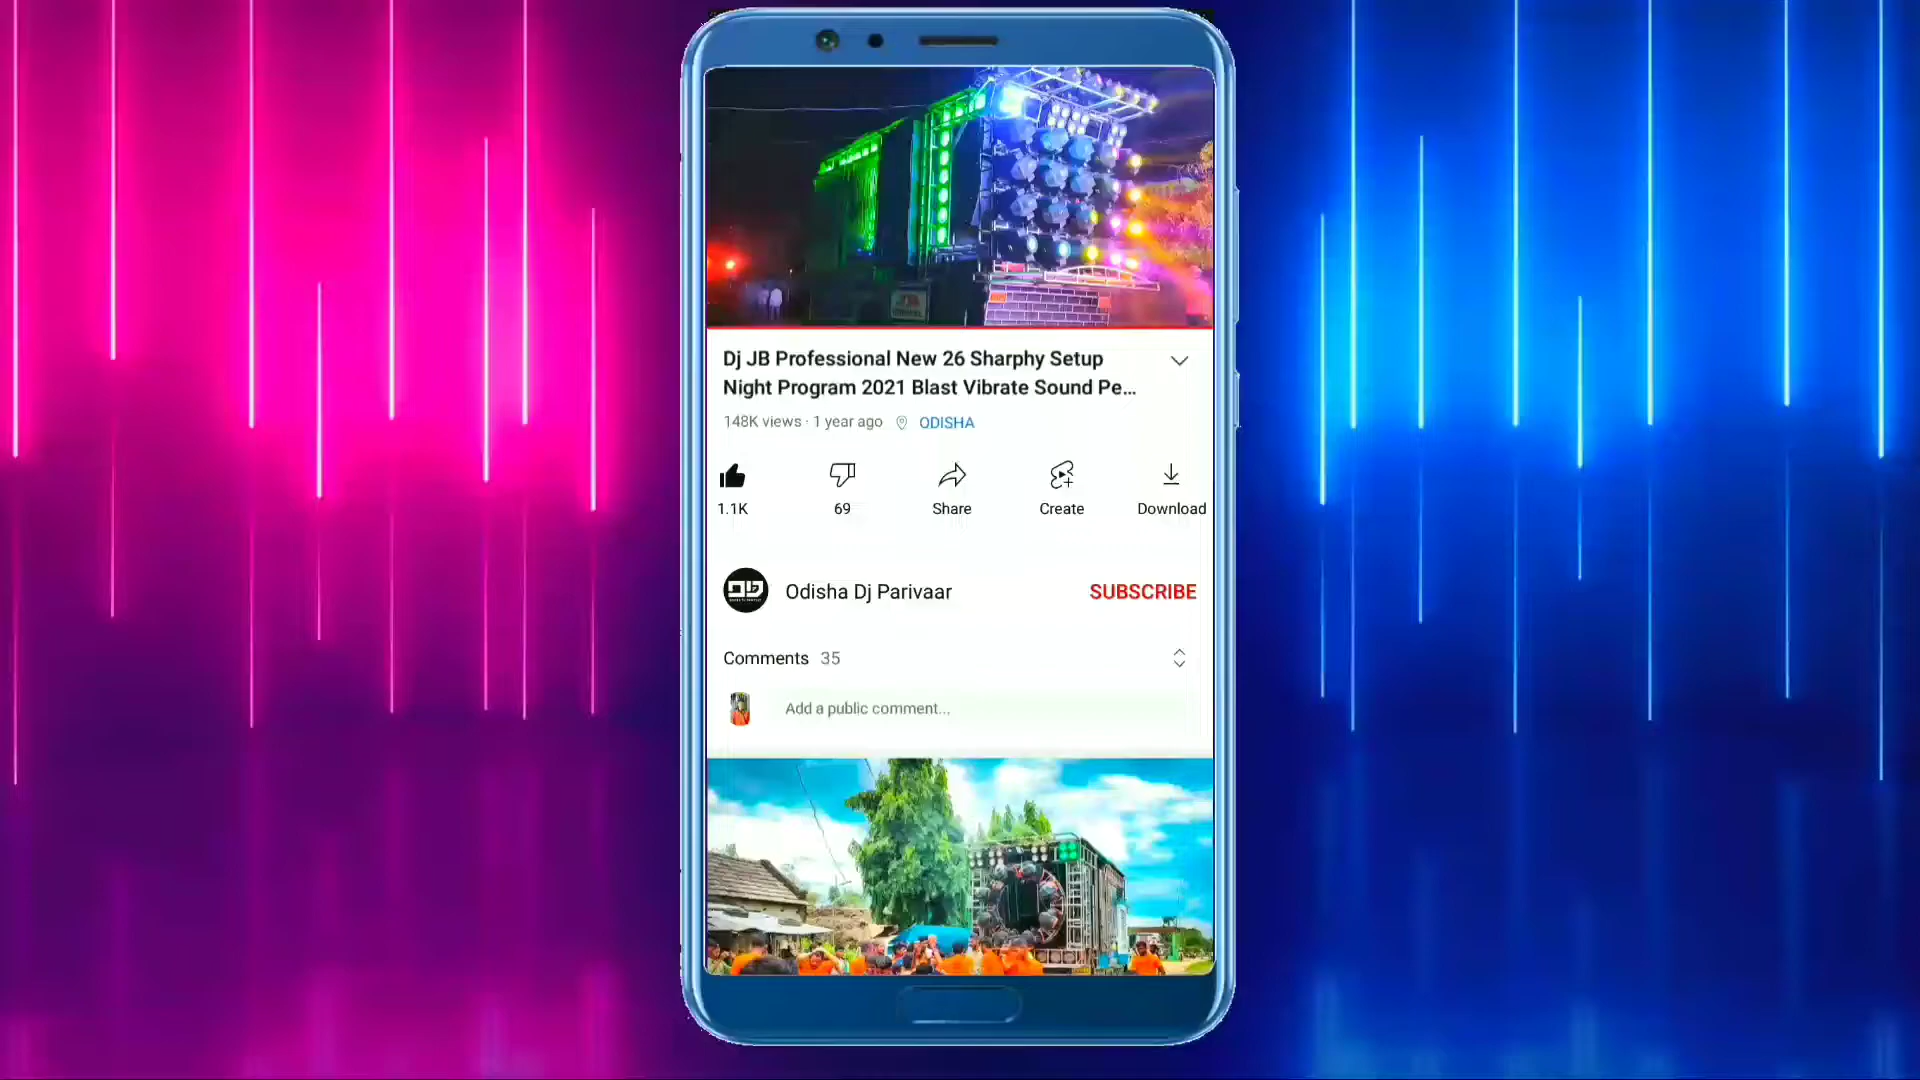 Dj JB Professional New 26 Sharphy Setup
Night Program 2021 Blast Vibrate Sound Pe...
148K views · 1 year ago ODISHA
1.1K 69 Share Create Download
Odisha Dj Parivaar SUBSCRIBE
Comments 35
Add a public comment...